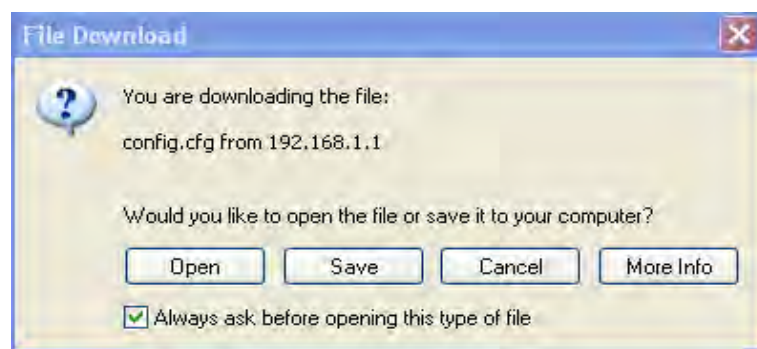 File Download
You are downloading the file:
config.cfg from 192.168.1.1
Would you like to open the file or save it to your computer?
Open Save Cancel More Info
Always ask before opening this type of file